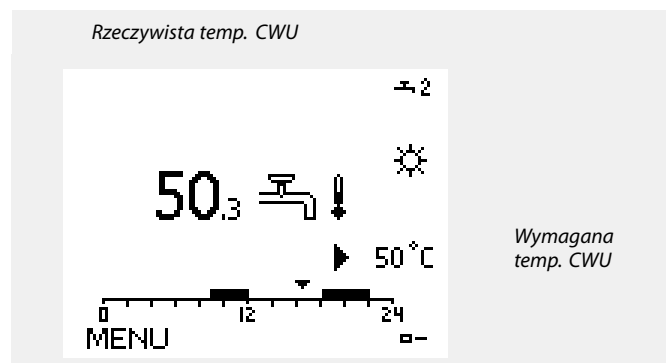 Rzeczywista temp. CWU
2
50.3
50°C
Wymagana
temp. CWU
0 12 24
MENU